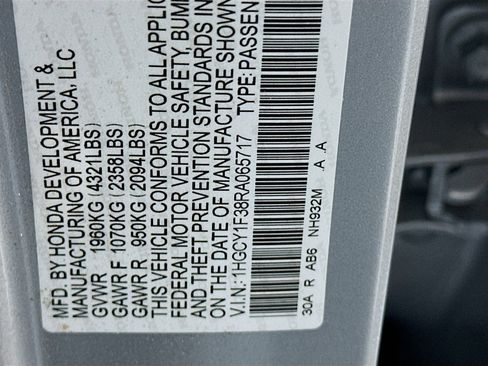 MFD. BY HONDA DEVELOPMENT &
MANUFACTURING OF AMERICA, LLC
GVWR 1960KG (4321LBS)
GAWR F 1070KG (2358LBS)
GAWR R 950KG (2094LBS)
THIS VEHICLE CONFORMS TO ALL APPLIC
FEDERAL MOTOR VEHICLE SAFETY, BUM
AND THEFT PREVENTION STANDARDS IN
ON THE DATE OF MANUFACTURE SHOWN
V.I.N.: 1HGCY1F38RA065717 TYPE: PASSEN
30A R AB6 NH932M A .A